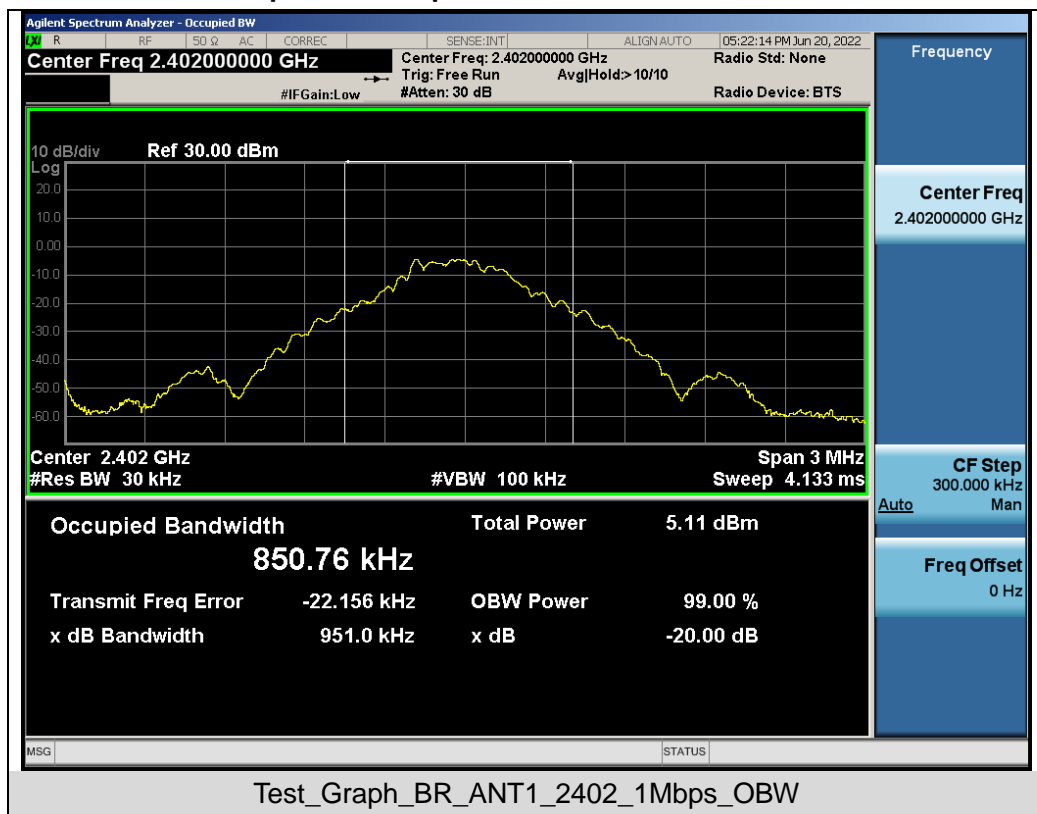 Agilent Spectrum Analyzer - Occupied BW
LXI R RF 50 Ω AC CORREC SENSE:INT ALIGN AUTO 05:22:14 PM Jun 20, 2022
Center Freq 2.402000000 GHz
Center Freq: 2.402000000 GHz
Radio Std: None
Trig: Free Run Avg|Hold:> 10/10
#IFGain:Low
#Atten: 30 dB
Radio Device: BTS
Frequency
10 dB/div Ref 30.00 dBm
Log
20.0
10.0
0.00
-10.0
-20.0
-30.0
-40.0
-50.0
-60.0
Center 2.402 GHz
Span 3 MHz
#Res BW 30 kHz
#VBW 100 kHz
Sweep 4.133 ms
Occupied Bandwidth
850.76 kHz
Total Power 5.11 dBm
Transmit Freq Error -22.156 kHz
OBW Power 99.00 %
x dB Bandwidth 951.0 kHz
x dB -20.00 dB
Center Freq
2.402000000 GHz
CF Step
300.000 kHz
Auto Man
Freq Offset
0 Hz
MSG
STATUS
Test_Graph_BR_ANT1_2402_1Mbps_OBW